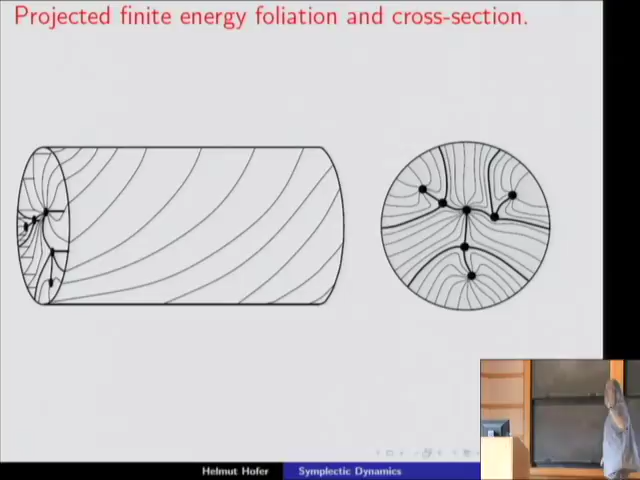 Projected finite energy foliation and cross-section.
Helmut Hofer
Symplectic Dynamics